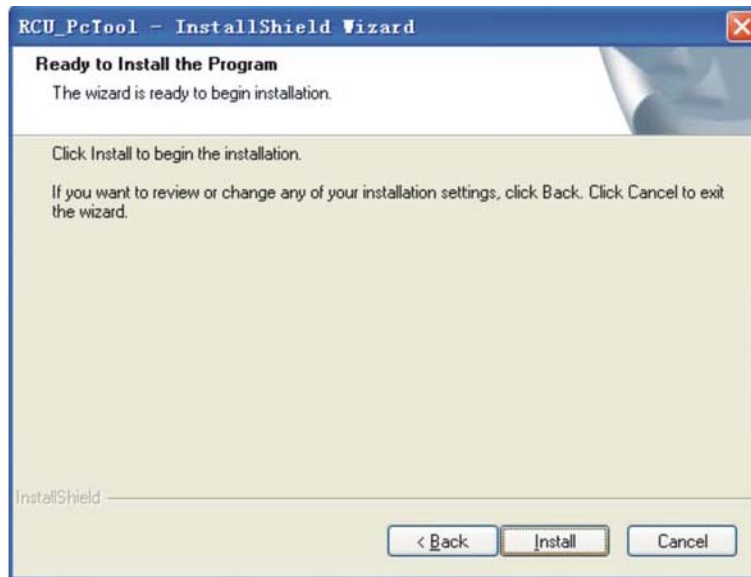 RCU_PcTool - InstallShield Wizard
Ready to Install the Program
The wizard is ready to begin installation.
Click Install to begin the installation.
If you want to review or change any of your installation settings, click Back. Click Cancel to exit
the wizard.
InstallShield
< Back Install Cancel